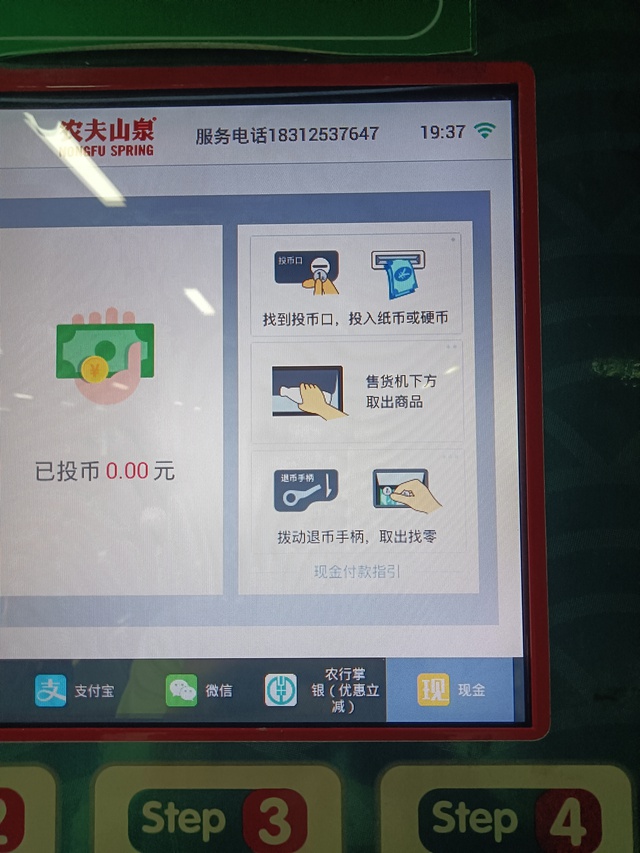 农夫山泉
NONGFU SPRING
服务电话18312537647
19:37
投币口
找到投币口，投入纸币或硬币
售货机下方
取出商品
已投币 0.00 元
退币手柄
拨动退币手柄，取出找零
现金付款指引
支付宝
微信
农行掌
银（优惠立
减）
现
现金
2
Step 3
Step 4